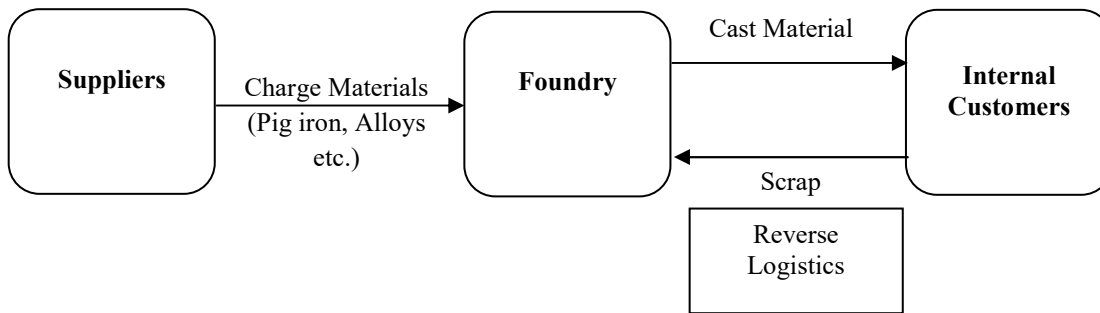 Suppliers
Charge Materials
(Pig iron, Alloys
etc.)
Foundry
Cast Material
Internal
Customers
Scrap
Reverse
Logistics